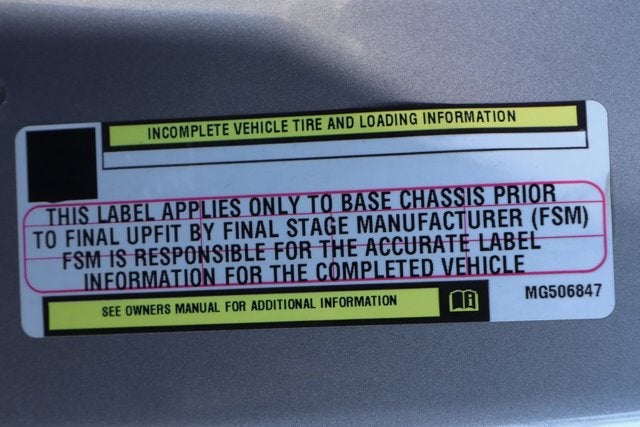 INCOMPLETE VEHICLE TIRE AND LOADING INFORMATION
THIS LABEL APPLIES ONLY TO BASE CHASSIS PRIOR
TO FINAL UPFIT BY FINAL STAGE MANUFACTURER (FSM)
FSM IS RESPONSIBLE FOR THE ACCURATE LABEL
INFORMATION FOR THE COMPLETED VEHICLE
SEE OWNERS MANUAL FOR ADDITIONAL INFORMATION
MG506847